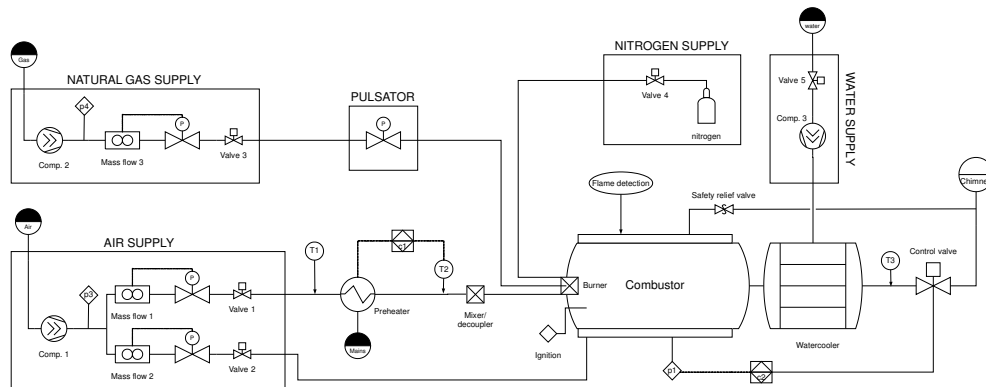 Gas
NATURAL GAS SUPPLY
p4
P
Comp. 2
Mass flow 3
Valve 3
PULSATOR
P
NITROGEN SUPPLY
Valve 4
nitrogen
water
Valve 5
Comp. 3
WATER SUPPLY
Chimne
Air
AIR SUPPLY
p3
P
Mass flow 1
Valve 1
Comp. 1
P
Mass flow 2
Valve 2
T1
c1
T2
Preheater
Mains
Mixer/
decoupler
Flame detection
Safety relief valve
Burner
Combustor
Ignition
p1
c2
Watercooler
T3
Control valve